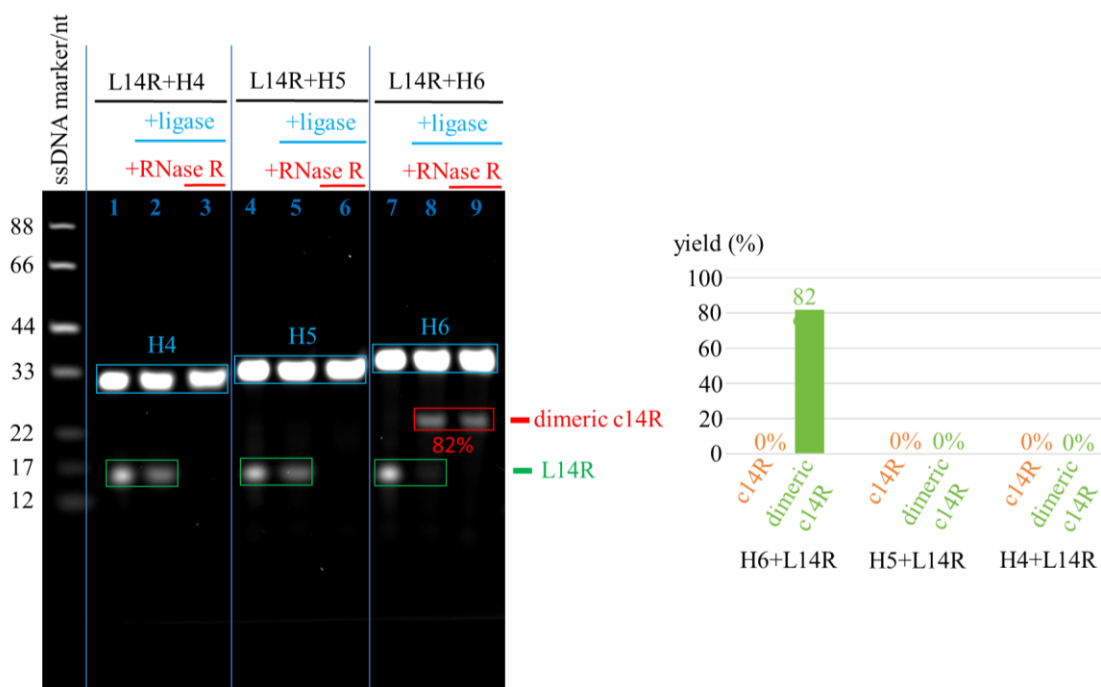 ssDNA marker/nt
L14R+H4
L14R+H5
L14R+H6
+ligase
+ligase
+ligase
+RNase R
+RNase R
+RNase R
1 2 3 4 5 6 7 8 9
88
66
44
33
22
17
12
H4
H5
H6
82%
dimeric c14R
L14R
yield (%)
100
80
60
40
20
0
0%
82
0%
0%
0%
0%
c14R
dimeric
c14R
c14R
dimeric
c14R
c14R
dimeric
c14R
H6+L14R
H5+L14R
H4+L14R